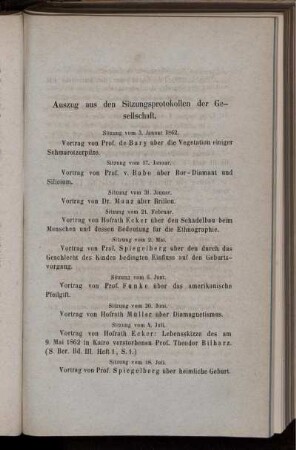 Auszug aus den Sitzungsprotokollen der Ge-
sellschaft.
Sitzung vom 3. Januar 1862.
Vortrag von Prof. de Bary über die Vegetation einiger
Schmarotzerpilze.
Sitzung vom 17. Januar.
Vortrag von Prof. v. Babo über Bor-Diamant und
Silicium.
Sitzung vom 31. Januar.
Vortrag von Dr. Manz über Brillen.
Sitzung vom 21. Februar.
Vortrag von Hofrath Ecker über den Schädelbau beim
Menschen und dessen Bedeutung für die Ethnographie.
Sitzung vom 2. Mai.
Vortrag von Prof. Spiegelberg über den durch das
Geschlecht des Kindes bedingten Einfluss auf den Geburts-
vorgang.
Sitzung vom 6. Juni.
Vortrag von Prof. Funke über das amerikanische
Pfeilgift.
Sitzung vom 20. Juni.
Vortrag von Hofrath Müller über Diamagnetismus.
Sitzung vom 4. Juli.
Vortrag von Hofrath Ecker: Lebensskizze des am
9. Mai 1862 in Kairo verstorbenen Prof. Theodor Bilharz.
(S. Ber. Bd. III. Heft 1, S. 1.)
Sitzung vom 18. Juli.
Vortrag von Prof. Spiegelberg über heimliche Geburt.